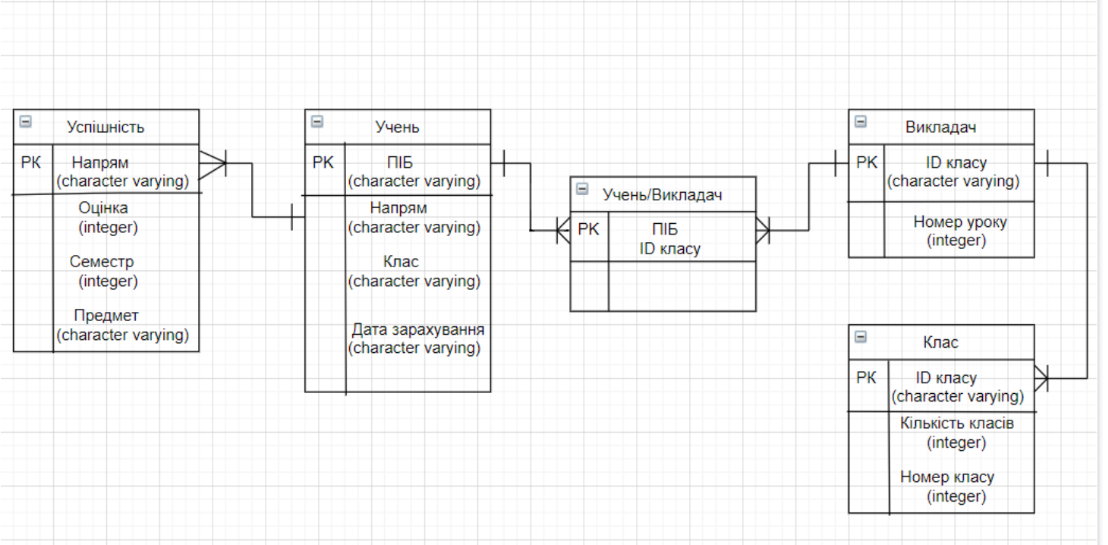 Успішність
PK
Напрям
(character varying)
Оцінка
(integer)
Семестр
(integer)
Предмет
(character varying)
Учень
PK
ПІБ
(character varying)
Напрям
(character varying)
Клас
(character varying)
Дата зарахування
(character varying)
Учень/Викладач
PK
ПІБ
ID класу
Викладач
PK
ID класу
(character varying)
Номер уроку
(integer)
Клас
PK
ID класу
(character varying)
Кількість класів
(integer)
Номер класу
(integer)